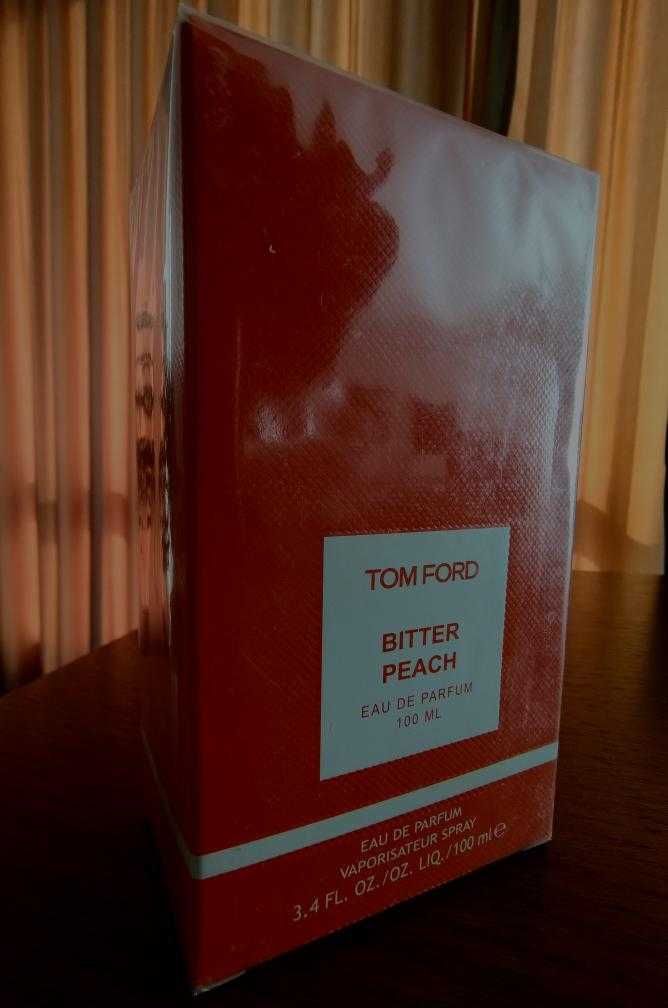 TOM FORD
BITTER
PEACH
EAU DE PARFUM
100 ML
EAU DE PARFUM
VAPORISATEUR SPRAY
3.4 FL. OZ./OZ. LIQ./100 ml ℮